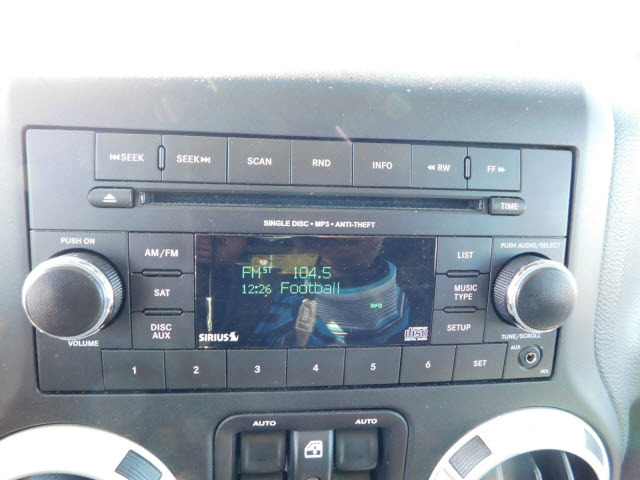 SEEK SEEK SCAN RND INFO RW FF
TIME
SINGLE DISC • MP3 • ANTI-THEFT
PUSH ON
VOLUME
AM/FM
SAT
DISC AUX
FM ST 104.5
12:26 Football
INFO
SIRIUS
LIST
MUSIC TYPE
SETUP
PUSH AUDIO/SELECT
TUNE/SCROLL
1 2 3 4 5 6 SET
AUX
AUTO AUTO